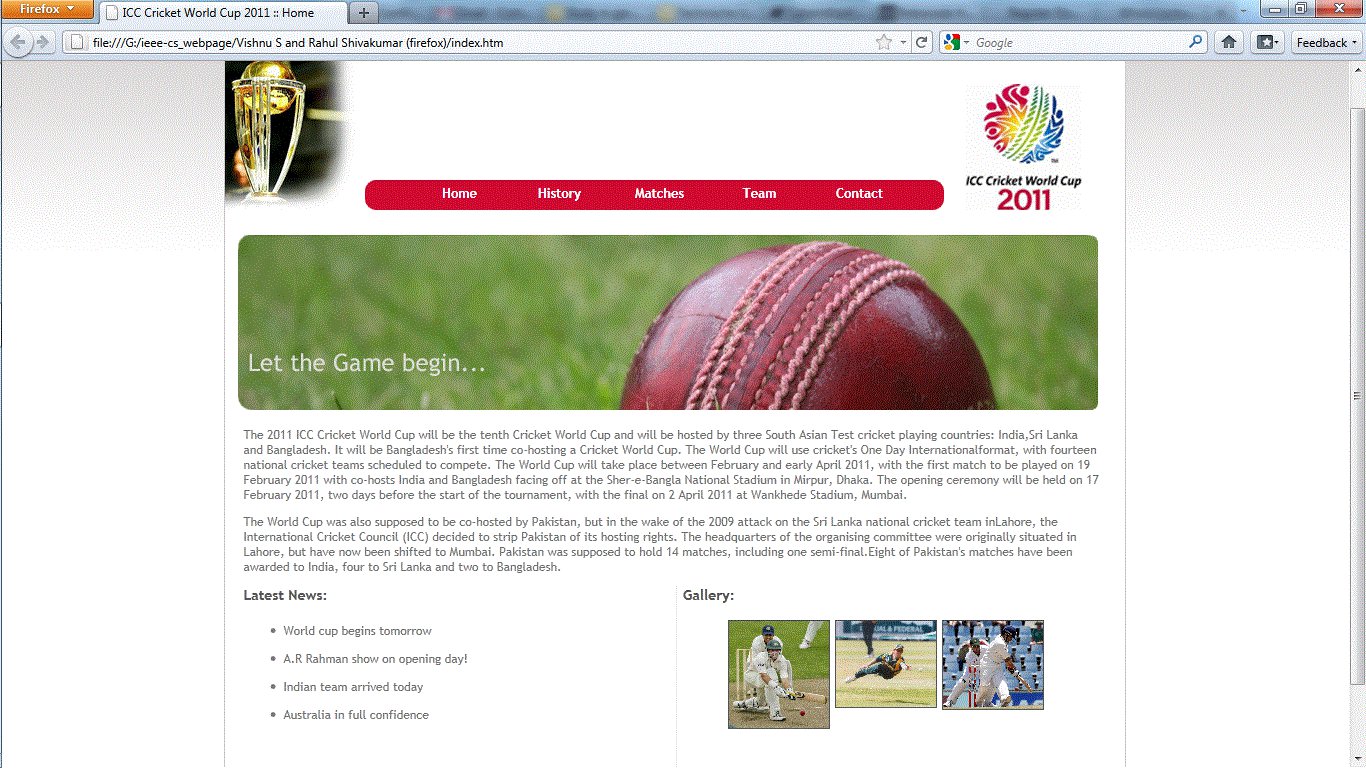 Firefox
ICC Cricket World Cup 2011 :: Home
file:///G:/ieee-cs_webpage/Vishnu S and Rahul Shivakumar (firefox)/index.htm
Google
Feedback
Home History Matches Team Contact
TM
ICC Cricket World Cup
2011
Let the Game begin...
The 2011 ICC Cricket World Cup will be the tenth Cricket World Cup and will be hosted by three South Asian Test cricket playing countries: India,Sri Lanka
and Bangladesh. It will be Bangladesh's first time co-hosting a Cricket World Cup. The World Cup will use cricket's One Day Internationalformat, with fourteen
national cricket teams scheduled to compete. The World Cup will take place between February and early April 2011, with the first match to be played on 19
February 2011 with co-hosts India and Bangladesh facing off at the Sher-e-Bangla National Stadium in Mirpur, Dhaka. The opening ceremony will be held on 17
February 2011, two days before the start of the tournament, with the final on 2 April 2011 at Wankhede Stadium, Mumbai.
The World Cup was also supposed to be co-hosted by Pakistan, but in the wake of the 2009 attack on the Sri Lanka national cricket team inLahore, the
International Cricket Council (ICC) decided to strip Pakistan of its hosting rights. The headquarters of the organising committee were originally situated in
Lahore, but have now been shifted to Mumbai. Pakistan was supposed to hold 14 matches, including one semi-final.Eight of Pakistan's matches have been
awarded to India, four to Sri Lanka and two to Bangladesh.
Latest News:
World cup begins tomorrow
A.R Rahman show on opening day!
Indian team arrived today
Australia in full confidence
Gallery:
& FEDERAL